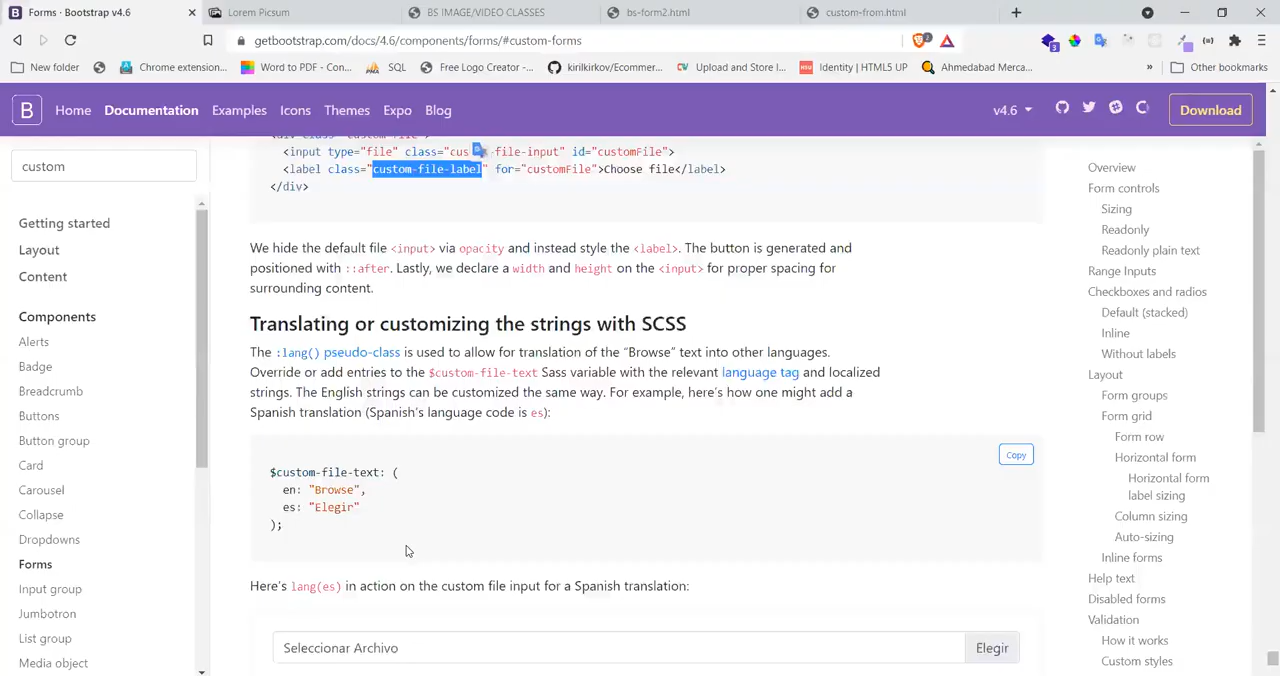 Forms · Bootstrap v4.6
Lorem Picsum
BS IMAGE/VIDEO CLASSES
bs-form2.html
custom-from.html
getbootstrap.com/docs/4.6/components/forms/#custom-forms
2
3
New folder
Chrome extension...
Word to PDF - Con...
SQL
Free Logo Creator -...
kirilkirkov/Ecommer...
Upload and Store I...
Identity | HTML5 UP
Ahmedabad Merca...
»
Other bookmarks
B
Home
Documentation
Examples
Icons
Themes
Expo
Blog
v4.6
Download
custom
Getting started
Layout
Content
Components
Alerts
Badge
Breadcrumb
Buttons
Button group
Card
Carousel
Collapse
Dropdowns
Forms
Input group
Jumbotron
List group
Media object
<div class="custom-file">
<input type="file" class="cus file-input" id="customFile">
<label class="custom-file-label" for="customFile">Choose file</label>
</div>
We hide the default file <input> via opacity and instead style the <label>. The button is generated and
positioned with ::after. Lastly, we declare a width and height on the <input> for proper spacing for
surrounding content.
Translating or customizing the strings with SCSS
The :lang() pseudo-class is used to allow for translation of the “Browse” text into other languages.
Override or add entries to the $custom-file-text Sass variable with the relevant language tag and localized
strings. The English strings can be customized the same way. For example, here’s how one might add a
Spanish translation (Spanish’s language code is es):
Copy
$custom-file-text: (
en: "Browse",
es: "Elegir"
);
Here’s lang(es) in action on the custom file input for a Spanish translation:
Seleccionar Archivo
Elegir
Overview
Form controls
Sizing
Readonly
Readonly plain text
Range Inputs
Checkboxes and radios
Default (stacked)
Inline
Without labels
Layout
Form groups
Form grid
Form row
Horizontal form
Horizontal form
label sizing
Column sizing
Auto-sizing
Inline forms
Help text
Disabled forms
Validation
How it works
Custom styles